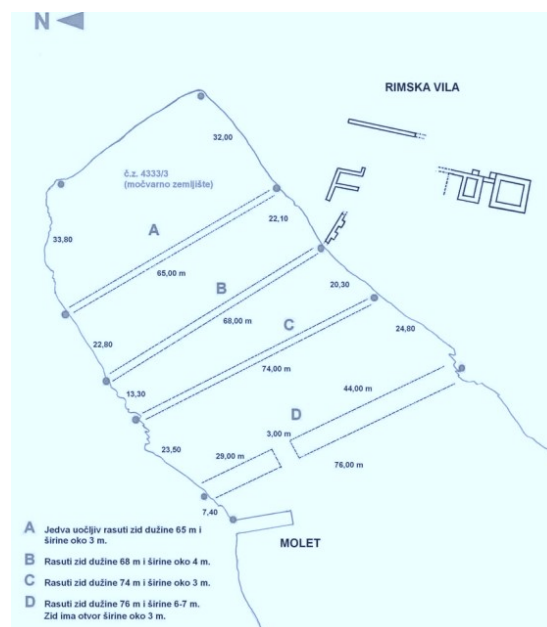 N
RIMSKA VILA
32,00
č.z. 4333/3
(močvarno zemljište)
22,10
A
33,80
65,00 m
B
20,30
68,00 m
C
24,80
22,80
74,00 m
13,30
44,00 m
D
3,00 m
23,50
29,00 m
76,00 m
7,40
MOLET
A Jedva uočljiv rasuti zid dužine 65 m i
širine oko 3 m.
B Rasuti zid dužine 68 m i širine oko 4 m.
C Rasuti zid dužine 74 m i širine oko 3 m.
D Rasuti zid dužine 76 m i širine 6-7 m.
Zid ima otvor širine oko 3 m.